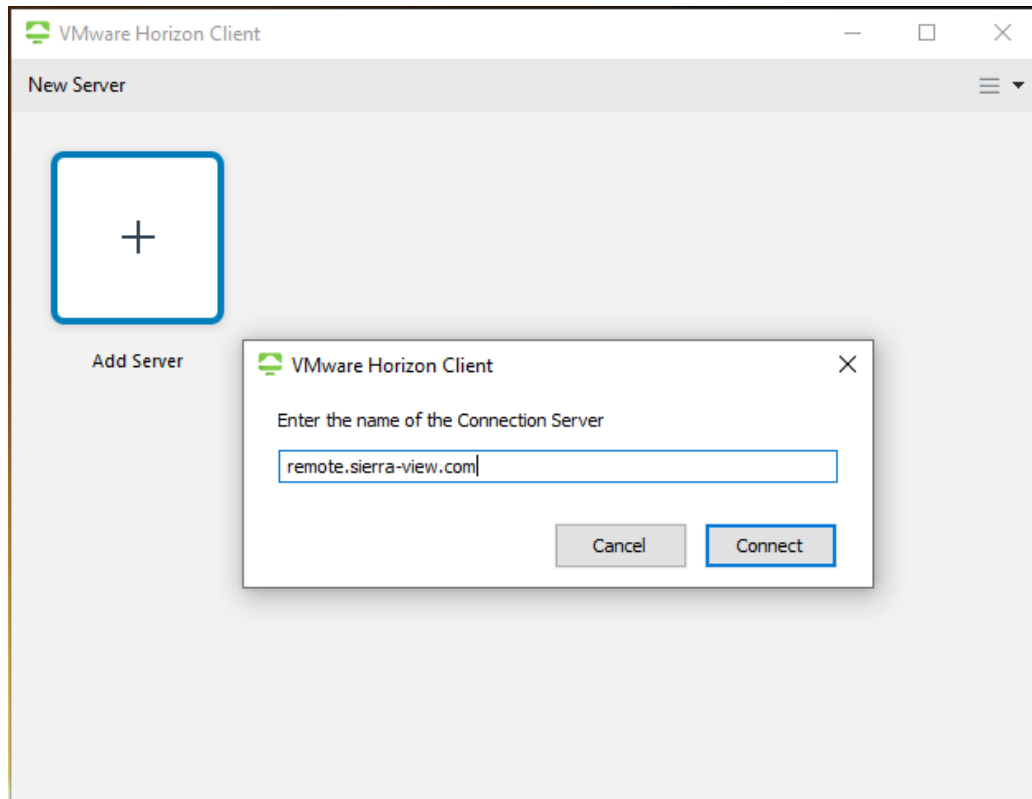 VMware Horizon Client
New Server
Add Server
VMware Horizon Client
Enter the name of the Connection Server
remote.sierra-view.com
Cancel Connect